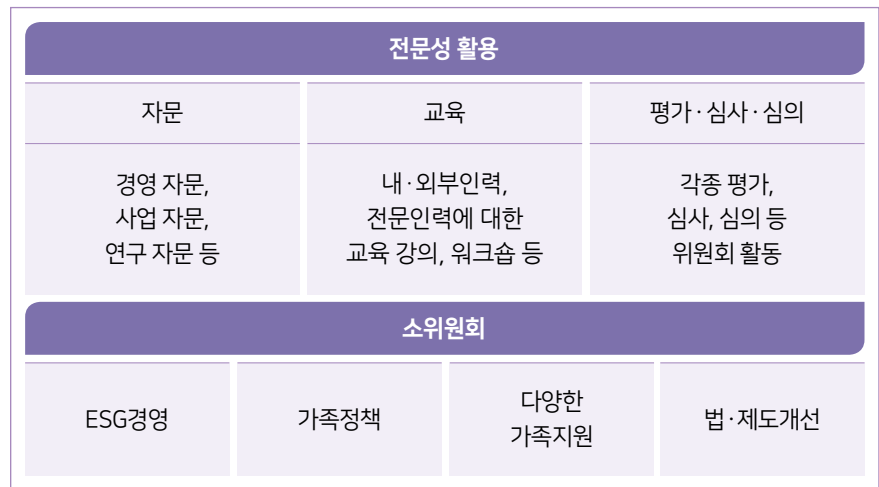 전문성 활용
자문
교육
평가·심사·심의
경영 자문,
사업 자문,
연구 자문 등
내·외부인력,
전문인력에 대한
교육 강의, 워크숍 등
각종 평가,
심사, 심의 등
위원회 활동
소위원회
ESG경영
가족정책
다양한
가족지원
법·제도개선